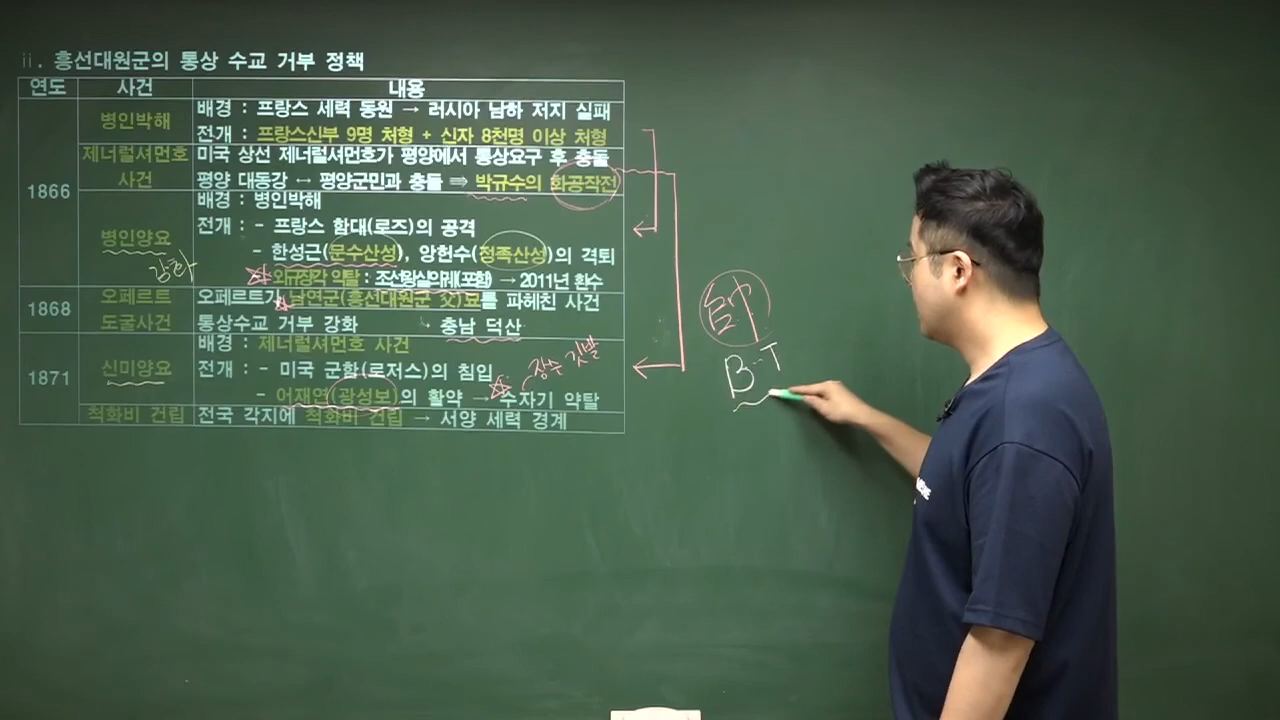 ⅱ. 흥선대원군의 통상 수교 거부 정책
연도 사건 내용
1866
병인박해
배경 : 프랑스 세력 동원 → 러시아 남하 저지 실패
전개 : 프랑스신부 9명 처형 + 신자 8천명 이상 처형
제너럴셔먼호 사건
미국 상선 제너럴셔먼호가 평양에서 통상요구 후 충돌
평양 대동강 ↔ 평양군민과 충돌 ⇒ 박규수의 화공작전
병인양요
강화
배경 : 병인박해
전개 : - 프랑스 함대(로즈)의 공격
- 한성근(문수산성), 양헌수(정족산성)의 격퇴
외규장각 약탈 : 조선왕실의궤(포함) → 2011년 환수
1868
오페르트
도굴사건
오페르트가 남연군(흥선대원군 父)묘를 파헤친 사건
통상수교 거부 강화 충남 덕산
1871
신미양요
배경 : 제너럴셔먼호 사건
전개 : - 미국 군함(로저스)의 침입
- 어재연(광성보)의 활약 → 수자기 약탈
장수 깃발
척화비 건립
전국 각지에 척화비 건립 → 서양 세력 경계
帥
B T